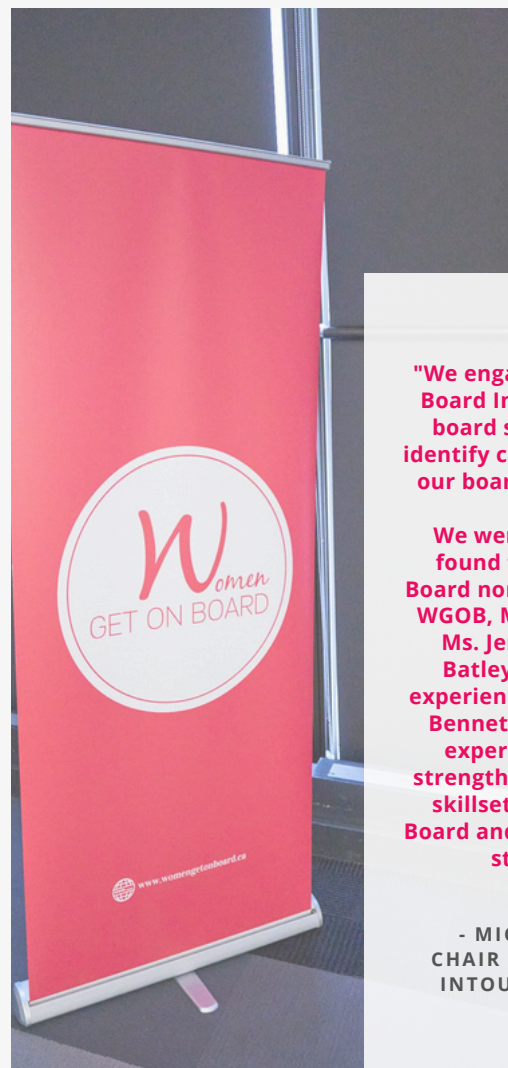 Women
GET ON BOARD
www.womengetonboard.ca
"We enga
Board In
board s
identify c
our boar
We wer
found
Board no
WGOB, M
Ms. Je
Batley
experien
Bennet
exper
strength
skillset
Board and
st
- MI
CHAIR
INTOU